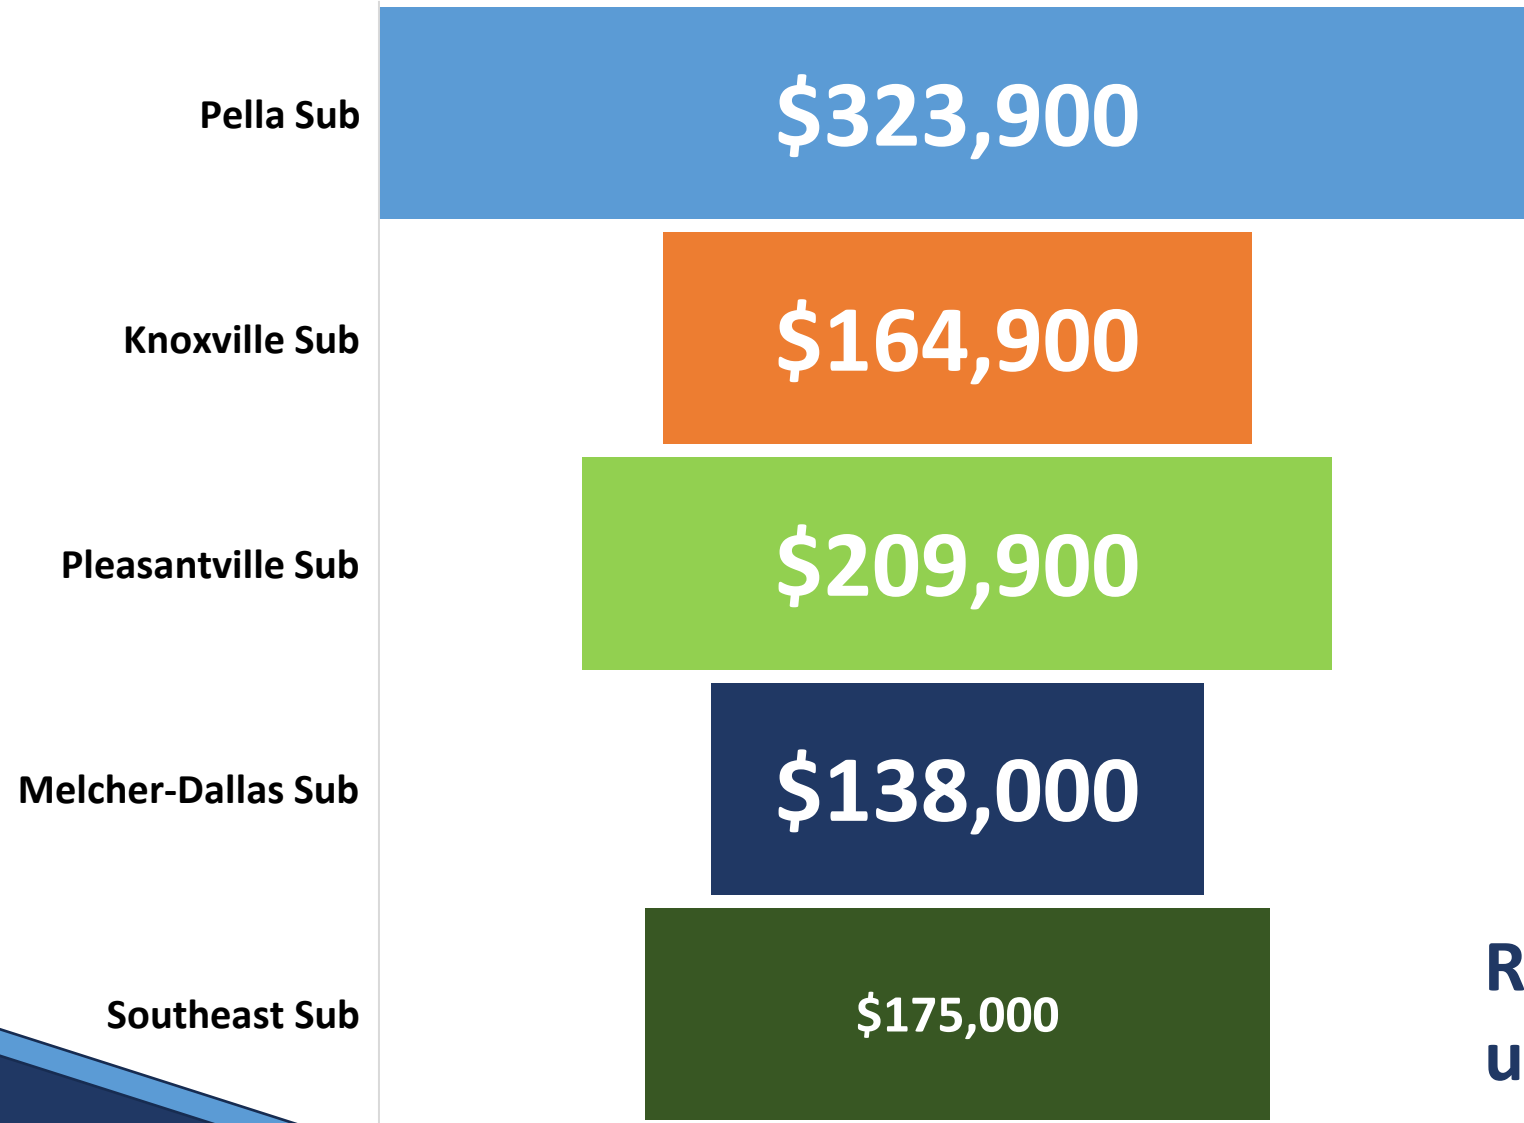 Pella Sub
$323,900
Knoxville Sub
$164,900
Pleasantville Sub
$209,900
Melcher-Dallas Sub
$138,000
Southeast Sub
$175,000
R
u